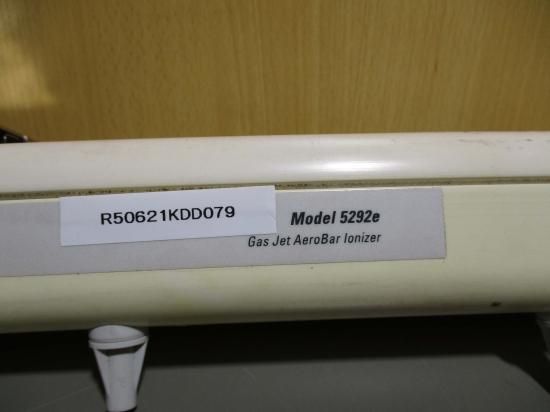 R50621KDD079
Model 5292e
Gas Jet AeroBar Ionizer